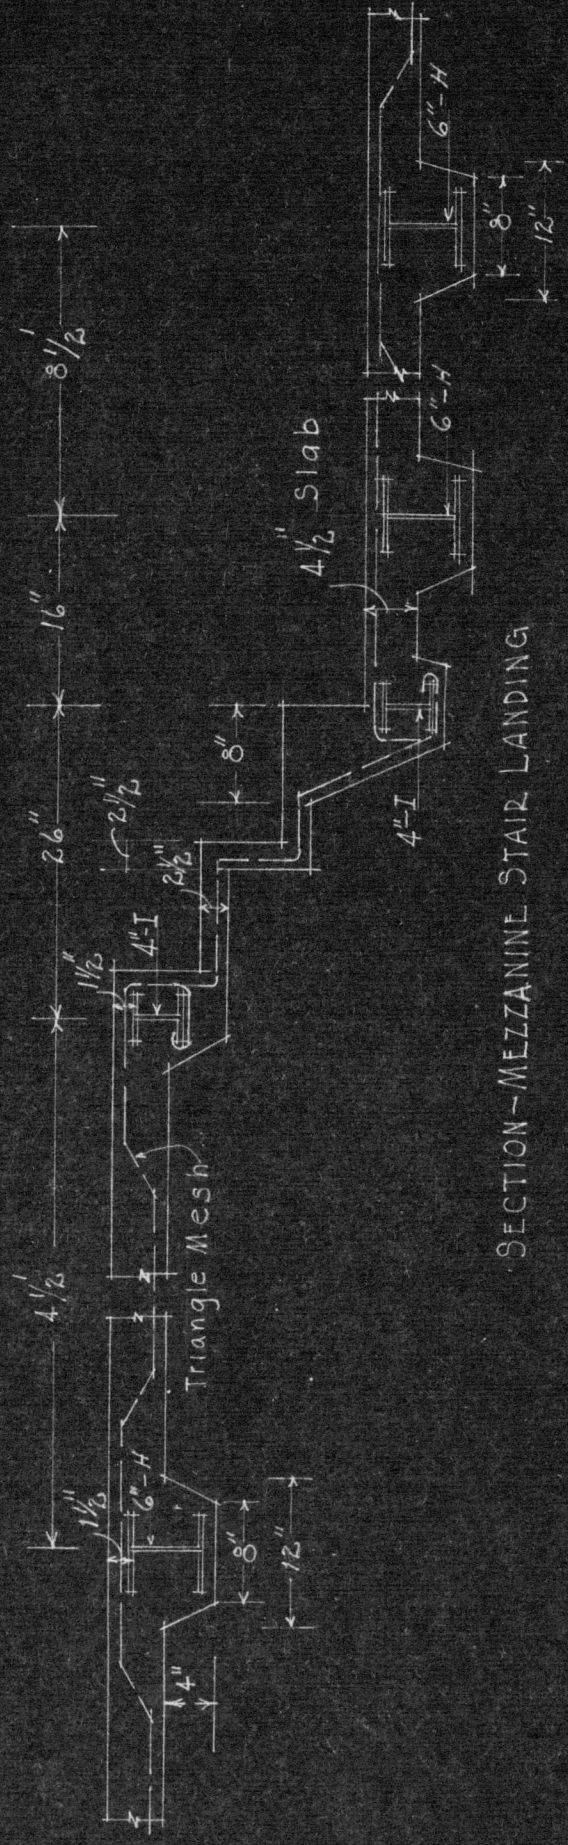 4 1/2'
26"
16"
8 1/2'
1 1/2"
6"-H
4"
8"
12"
Triangle Mesh
1 1/2"
4"-I
2 1/2"
2 1/2"
8"
4"-I
4 1/2" Slab
6"-H
6"-H
8"
12"
SECTION-MEZZANINE STAIR LANDING